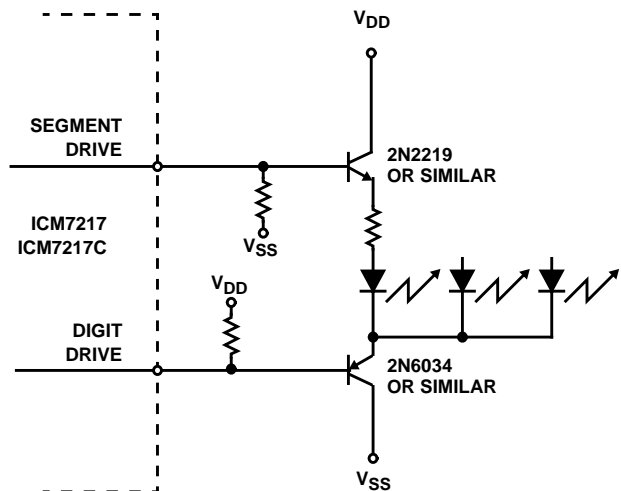 VDD
SEGMENT
DRIVE
2N2219
OR SIMILAR
ICM7217
ICM7217C
VSS
VDD
DIGIT
DRIVE
2N6034
OR SIMILAR
VSS